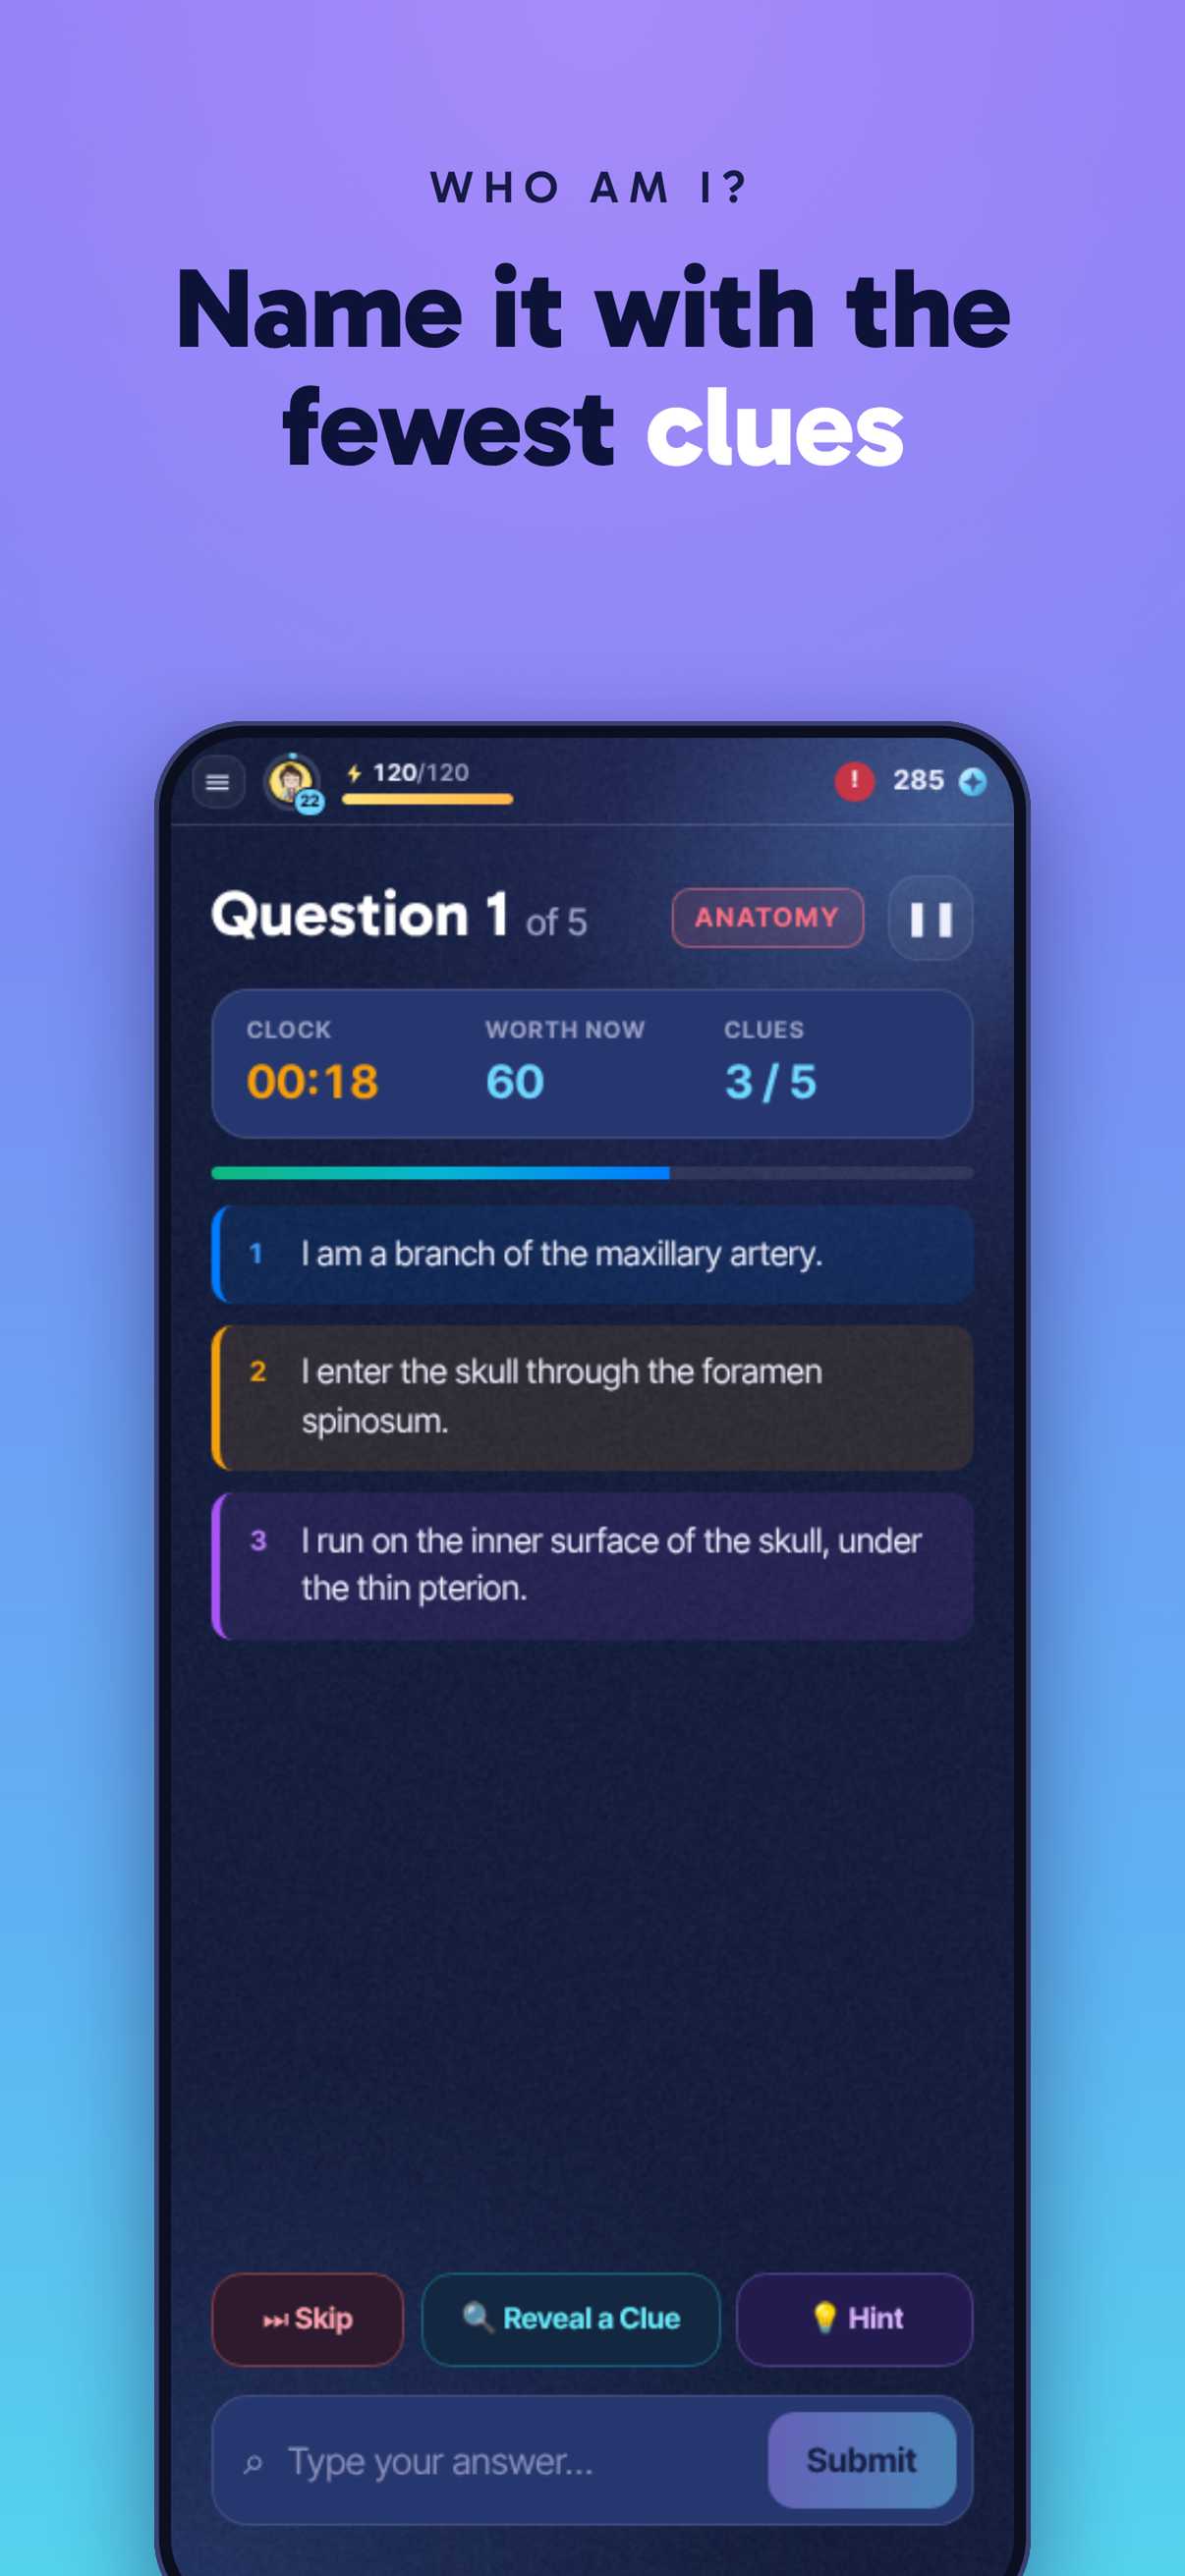 WHO AM I?
Name it with the
fewest clues
120/120
22
! 285
Question 1 of 5
ANATOMY
CLOCK WORTH NOW CLUES
00:18 60 3 / 5
1 I am a branch of the maxillary artery.
2 I enter the skull through the foramen
spinosum.
3 I run on the inner surface of the skull, under
the thin pterion.
Skip Reveal a Clue Hint
Type your answer... Submit